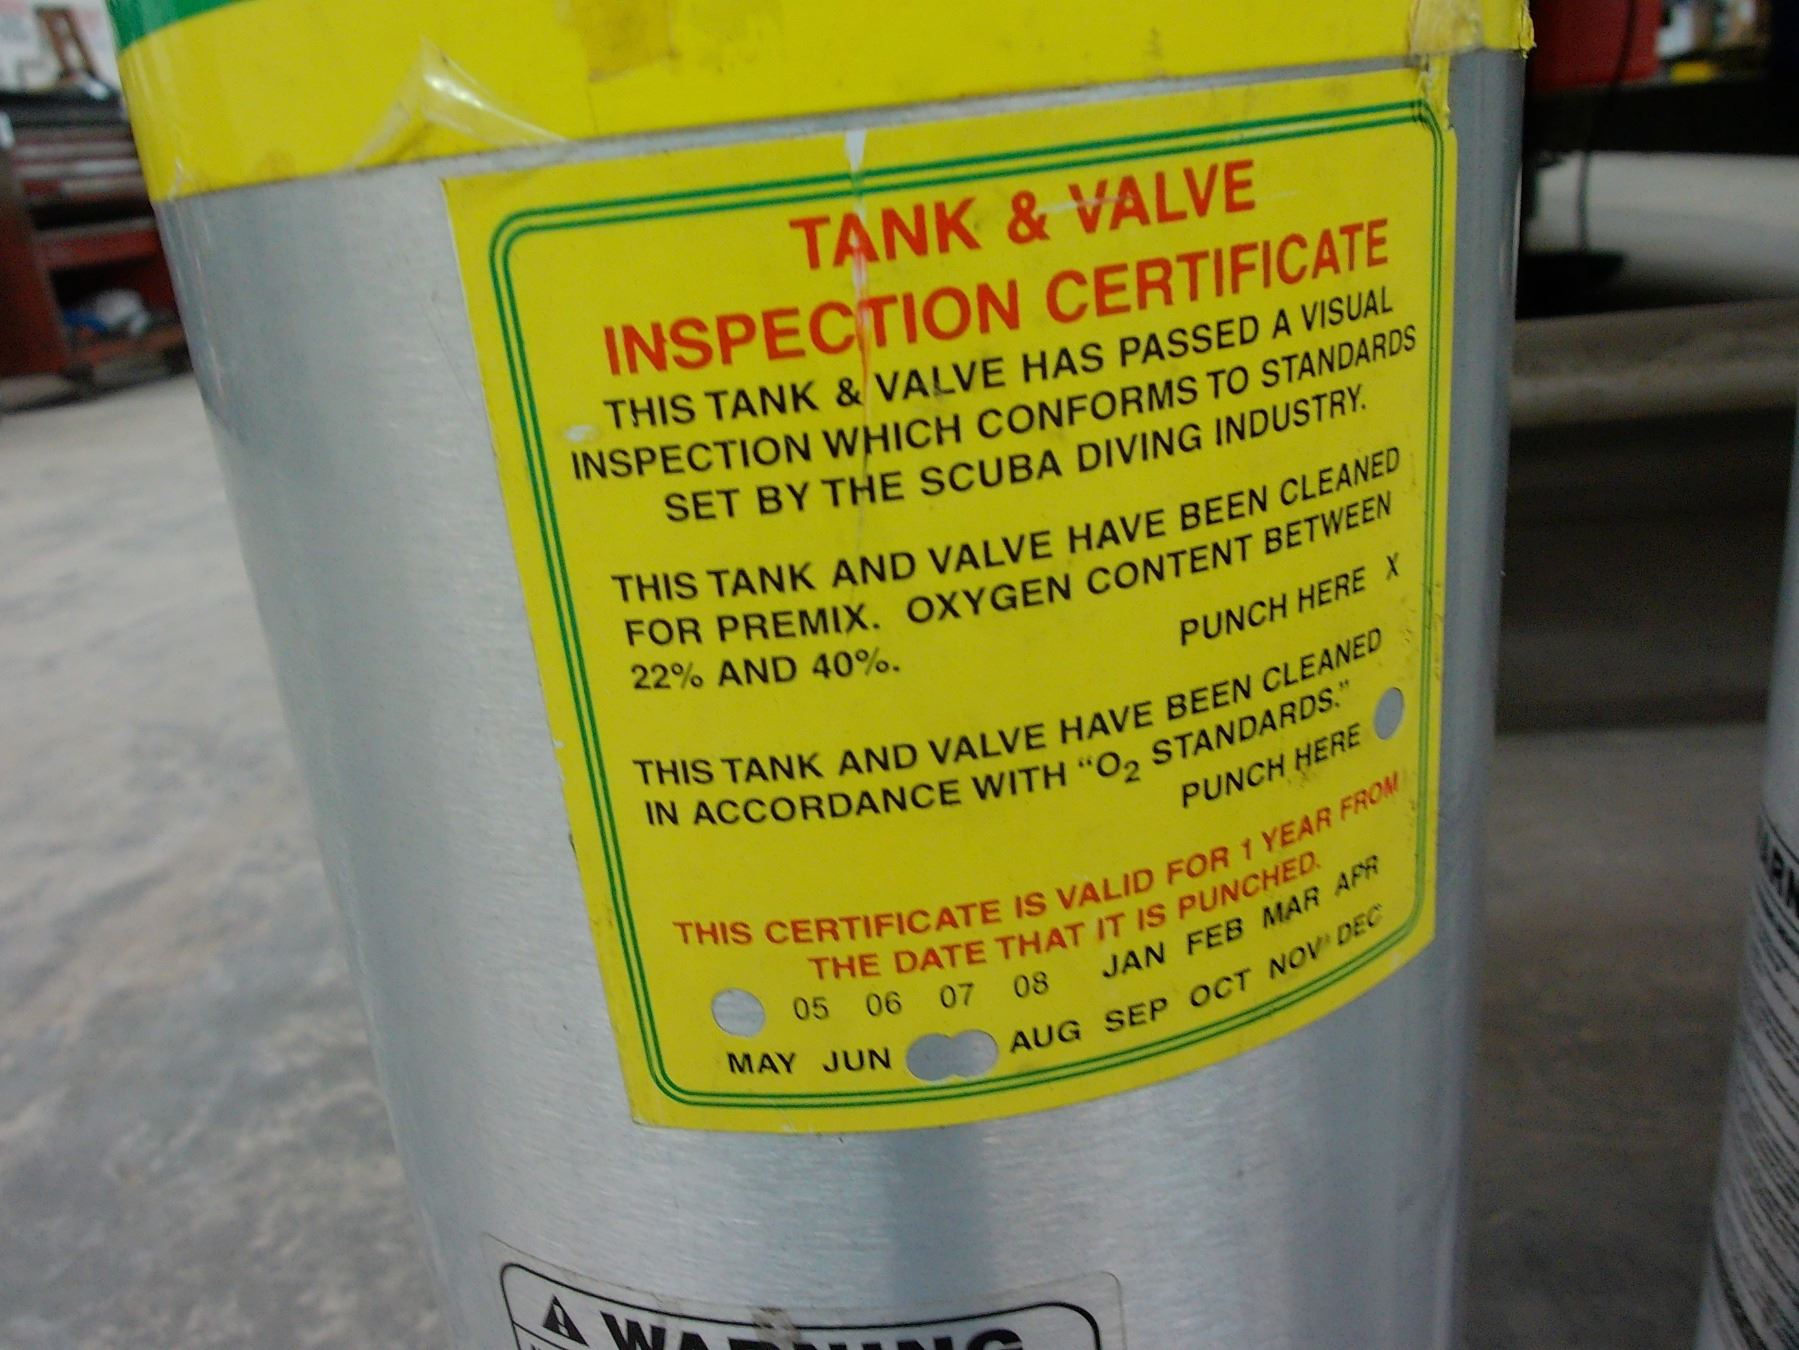 TANK & VALVE
INSPECTION CERTIFICATE
THIS TANK & VALVE HAS PASSED A VISUAL
INSPECTION WHICH CONFORMS TO STANDARDS
SET BY THE SCUBA DIVING INDUSTRY.
THIS TANK AND VALVE HAVE BEEN CLEANED
FOR PREMIX. OXYGEN CONTENT BETWEEN
22% AND 40%.
PUNCH HERE X
THIS TANK AND VALVE HAVE BEEN CLEANED
IN ACCORDANCE WITH "O2 STANDARDS."
PUNCH HERE
THIS CERTIFICATE IS VALID FOR 1 YEAR FROM
THE DATE THAT IT IS PUNCHED.
05 06 07 08 JAN FEB MAR APR
MAY JUN AUG SEP OCT NOV DEC
WARNING